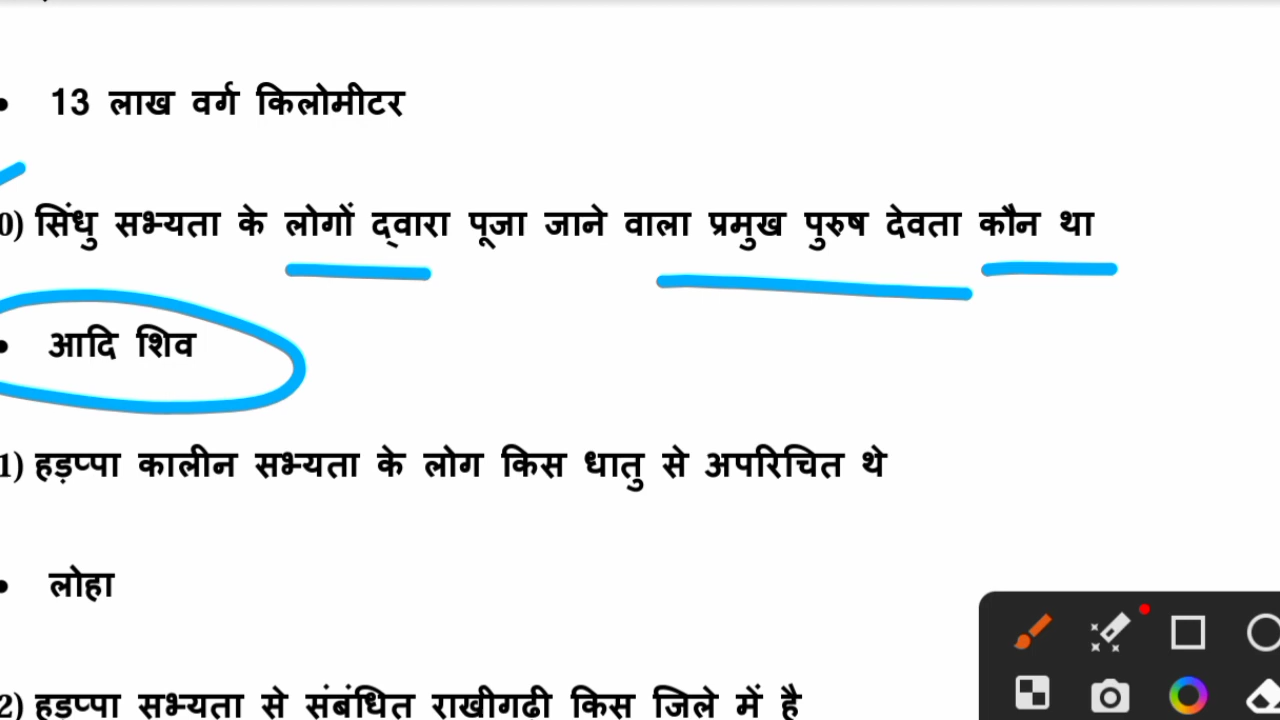 • 13 लाख वर्ग किलोमीटर
0) सिंधु सभ्यता के लोगों द्वारा पूजा जाने वाला प्रमुख पुरुष देवता कौन था
• आदि शिव
1) हड़प्पा कालीन सभ्यता के लोग किस धातु से अपरिचित थे
• लोहा
2) हड़प्पा सभ्यता से संबंधित राखीगढ़ी किस जिले में है